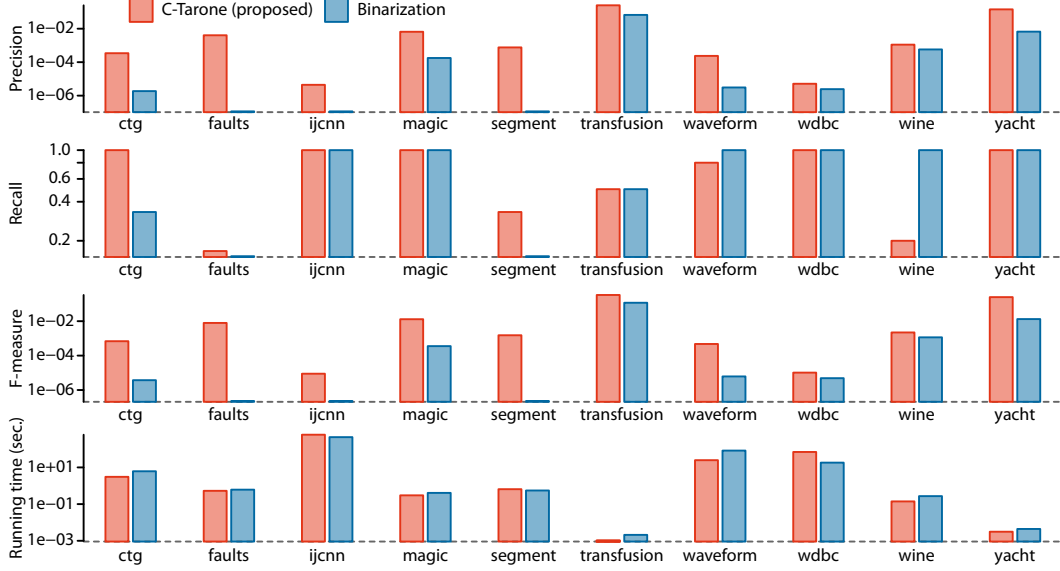 C-Tarone (proposed) Binarization
Precision
1e−02
1e−04
1e−06
ctg faults ijcnn magic segment transfusion waveform wdbc wine yacht
Recall
1.0
0.6
0.4
0.2
ctg faults ijcnn magic segment transfusion waveform wdbc wine yacht
F-measure
1e−02
1e−04
1e−06
ctg faults ijcnn magic segment transfusion waveform wdbc wine yacht
Running time (sec.)
1e+01
1e−01
1e−03
ctg faults ijcnn magic segment transfusion waveform wdbc wine yacht